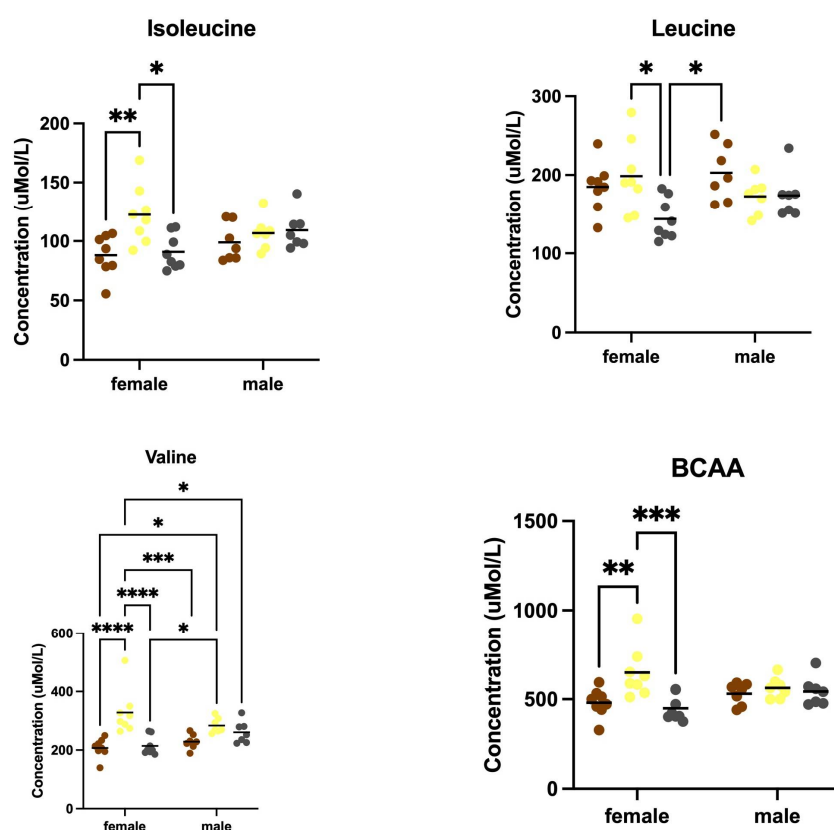 Isoleucine
Concentration (uMol/L)
200
150
100
50
0
**
*
female
male
Leucine
Concentration (uMol/L)
300
200
100
0
*
*
female
male
Valine
Concentration (uMol/L)
600
400
200
0
*
*
***
****
****
*
female
male
BCAA
Concentration (uMol/L)
1500
1000
500
0
***
**
female
male